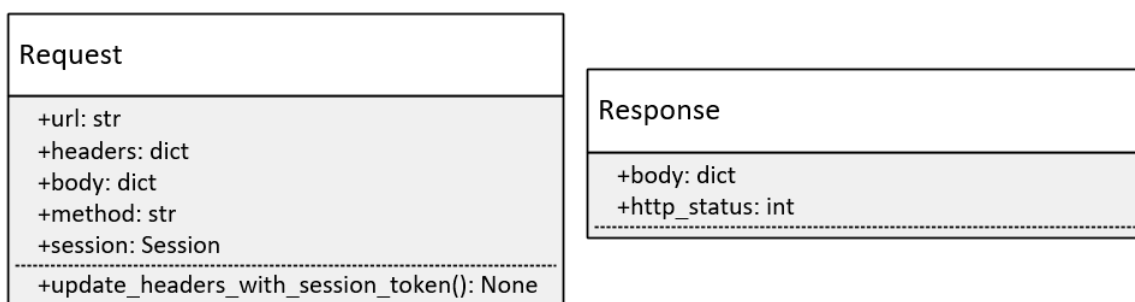 Request
+url: str
+headers: dict
+body: dict
+method: str
+session: Session
+update_headers_with_session_token(): None
Response
+body: dict
+http_status: int